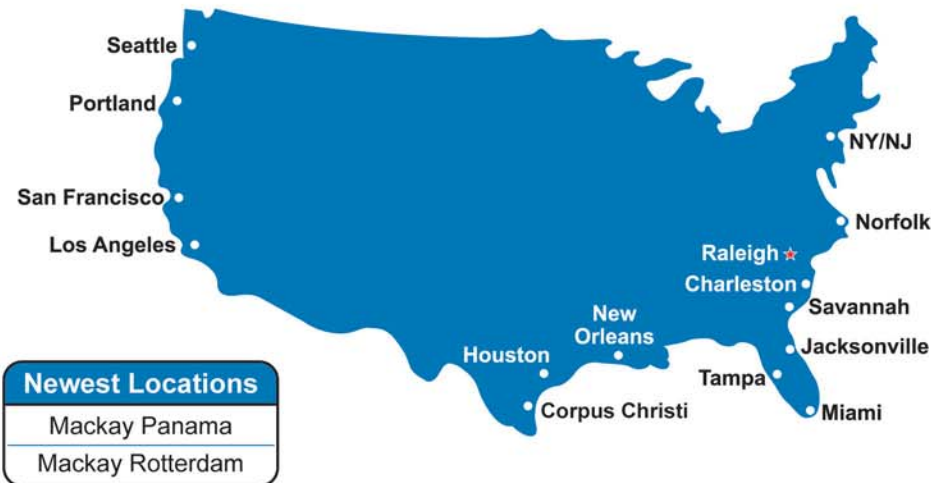 Seattle
Portland
NY/NJ
San Francisco
Norfolk
Los Angeles
Raleigh
Charleston
Savannah
New
Orleans
Jacksonville
Houston
Tampa
Corpus Christi
Miami
Newest Locations
Mackay Panama
Mackay Rotterdam